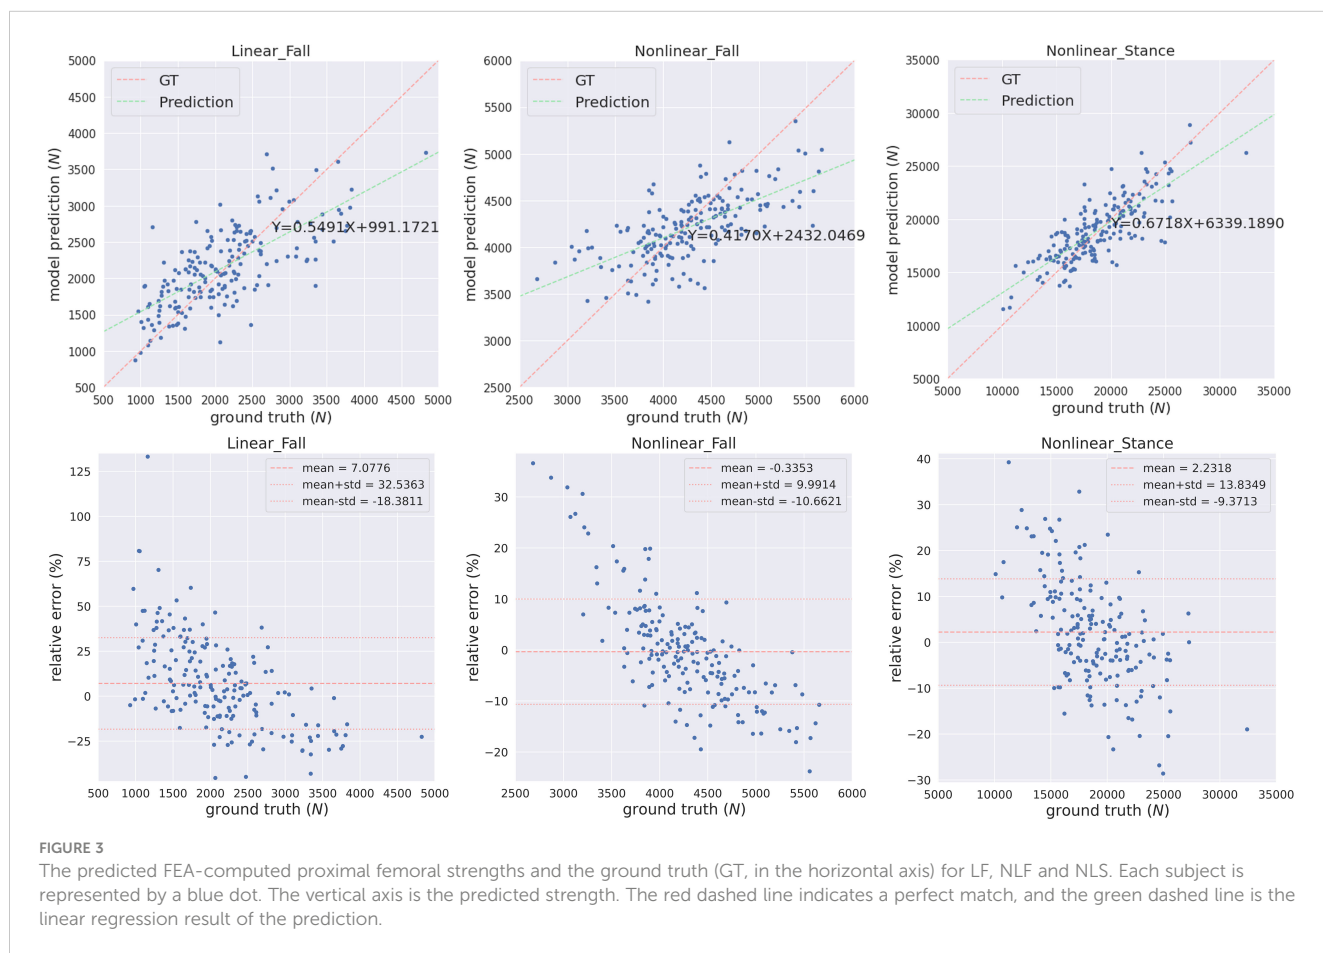 Linear_Fall
5000
4500
4000
3500
3000
2500
2000
1500
1000
500
model prediction (N)
GT
Prediction
Y=0.5491X+991.1721
500 1000 1500 2000 2500 3000 3500 4000 4500 5000
ground truth (N)
Nonlinear_Fall
6000
5500
5000
4500
4000
3500
3000
2500
model prediction (N)
GT
Prediction
Y=0.4170X+2432.0469
2500 3000 3500 4000 4500 5000 5500 6000
ground truth (N)
Nonlinear_Stance
35000
30000
25000
20000
15000
10000
5000
model prediction (N)
GT
Prediction
Y=0.6718X+6339.1890
5000 10000 15000 20000 25000 30000 35000
ground truth (N)
Linear_Fall
125
100
75
50
25
0
−25
relative error (%)
mean = 7.0776
mean+std = 32.5363
mean-std = -18.3811
500 1000 1500 2000 2500 3000 3500 4000 4500 5000
ground truth (N)
Nonlinear_Fall
30
20
10
0
−10
−20
relative error (%)
mean = -0.3353
mean+std = 9.9914
mean-std = -10.6621
2500 3000 3500 4000 4500 5000 5500 6000
ground truth (N)
Nonlinear_Stance
40
30
20
10
0
−10
−20
−30
relative error (%)
mean = 2.2318
mean+std = 13.8349
mean-std = -9.3713
5000 10000 15000 20000 25000 30000 35000
ground truth (N)
FIGURE 3
The predicted FEA-computed proximal femoral strengths and the ground truth (GT, in the horizontal axis) for LF, NLF and NLS. Each subject is
represented by a blue dot. The vertical axis is the predicted strength. The red dashed line indicates a perfect match, and the green dashed line is the
linear regression result of the prediction.